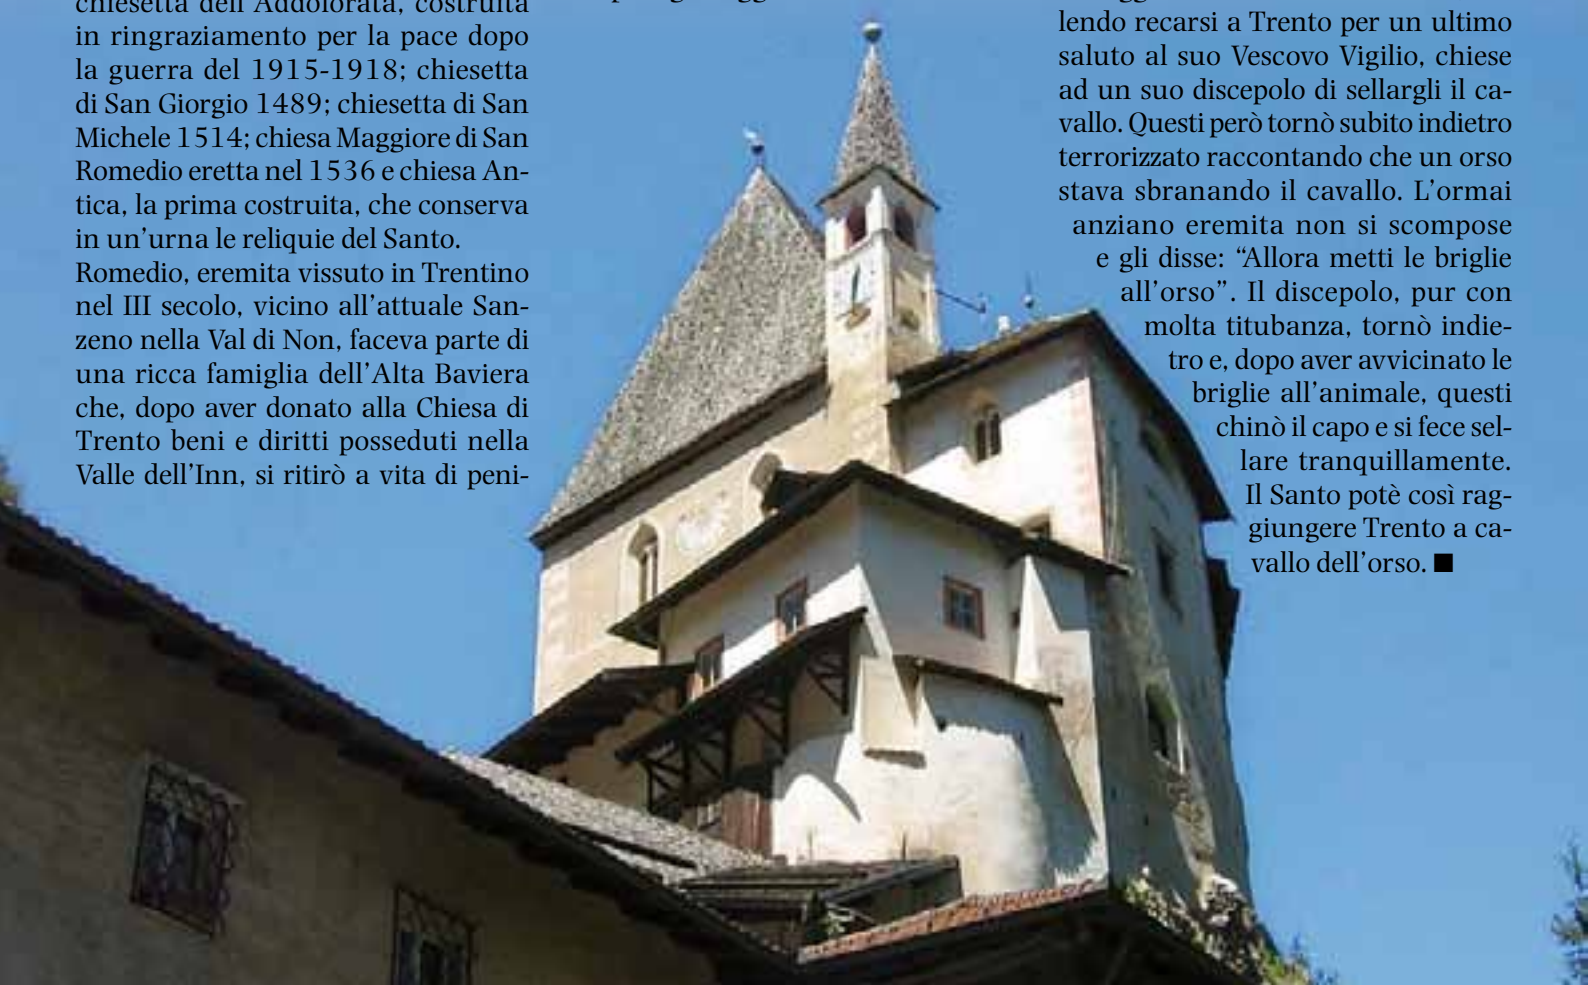 chiesetta dell'Addolorata, costruita
in ringraziamento per la pace dopo
la guerra del 1915-1918; chiesetta
di San Giorgio 1489; chiesetta di San
Michele 1514; chiesa Maggiore di San
Romedio eretta nel 1536 e chiesa An-
tica, la prima costruita, che conserva
in un'urna le reliquie del Santo.
Romedio, eremita vissuto in Trentino
nel III secolo, vicino all'attuale San-
zeno nella Val di Non, faceva parte di
una ricca famiglia dell'Alta Baviera
che, dopo aver donato alla Chiesa di
Trento beni e diritti posseduti nella
Valle dell'Inn, si ritirò a vita di peni-
lendo recarsi a Trento per un ultimo
saluto al suo Vescovo Vigilio, chiese
ad un suo discepolo di sellargli il ca-
vallo. Questi però tornò subito indietro
terrorizzato raccontando che un orso
stava sbranando il cavallo. L'ormai
anziano eremita non si scompose
e gli disse: “Allora metti le briglie
all'orso”. Il discepolo, pur con
molta titubanza, tornò indie-
tro e, dopo aver avvicinato le
briglie all'animale, questi
chinò il capo e si fece sel-
lare tranquillamente.
Il Santo potè così rag-
giungere Trento a ca-
vallo dell'orso. ■